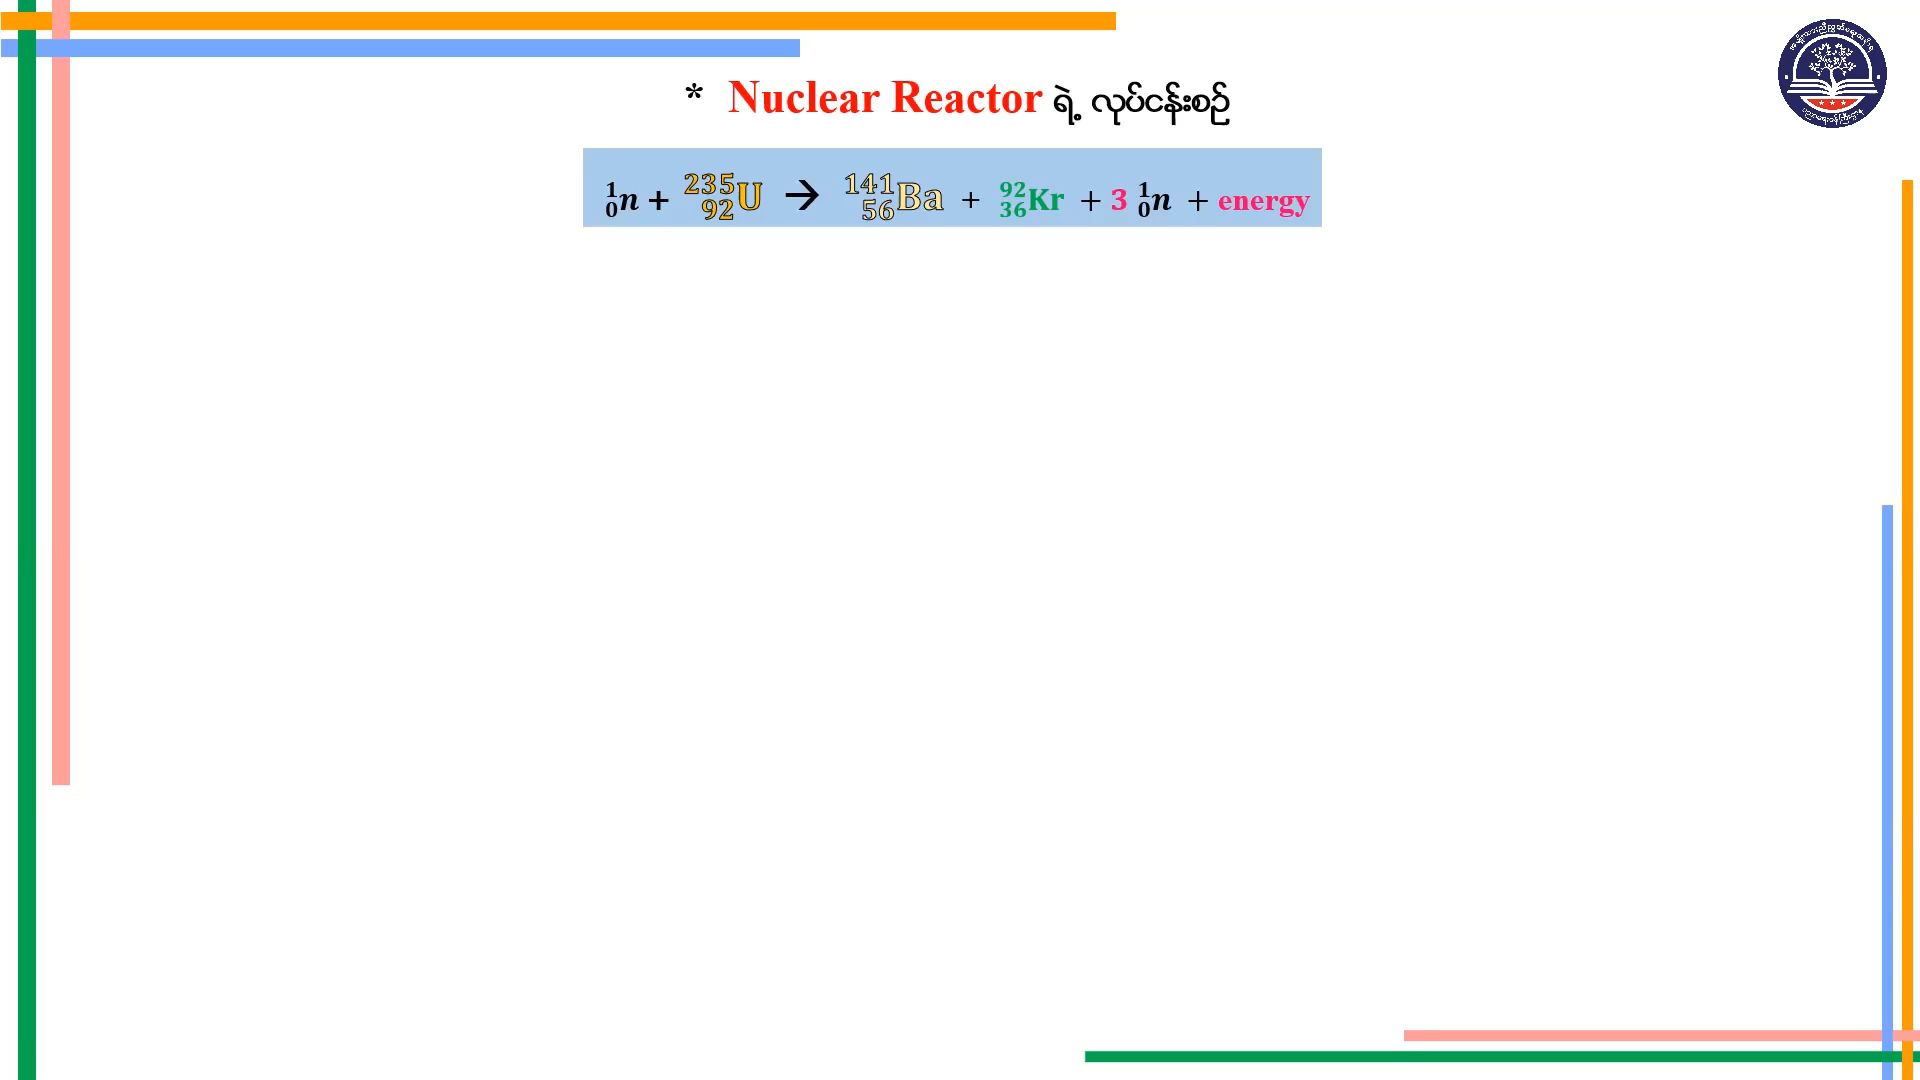 * Nuclear Reactor ရဲ့ လုပ်ငန်းစဉ်
¹₀n + ²³⁵₉₂U → ¹⁴¹₅₆Ba + ⁹²₃₆Kr + 3 ¹₀n + energy